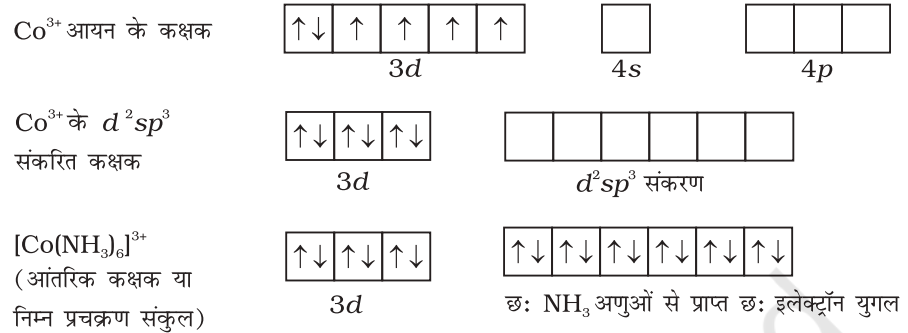 Co³⁺ आयन के कक्षक ↑↓ ↑ ↑ ↑ ↑
3d 4s 4p
Co³⁺ के d²sp³ ↑↓ ↑↓ ↑↓
संकरित कक्षक
3d d²sp³ संकरण
[Co(NH₃)₆]³⁺ ↑↓ ↑↓ ↑↓ ↑↓ ↑↓ ↑↓ ↑↓ ↑↓ ↑↓
(आंतरिक कक्षक या
3d छः NH₃ अणुओं से प्राप्त छः इलेक्ट्रॉन युगल
निम्न प्रचक्रण संकुल)